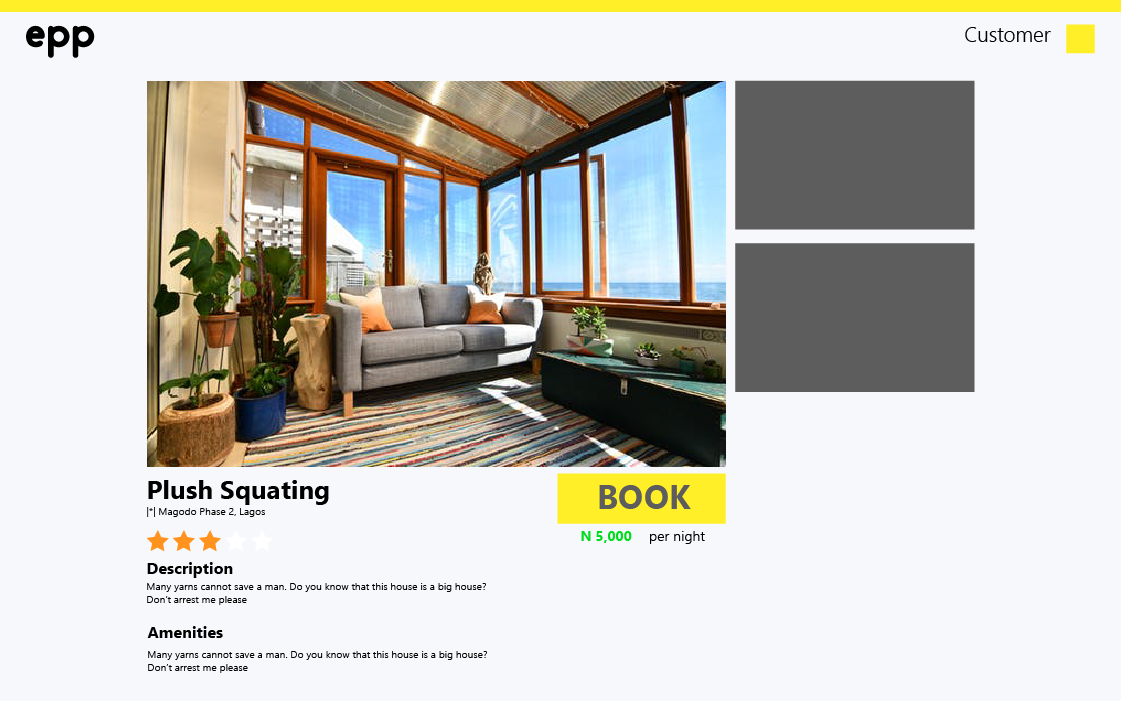 epp
Customer
Plush Squating
|*| Magodo Phase 2, Lagos
BOOK
N 5,000 per night
Description
Many yarns cannot save a man. Do you know that this house is a big house?
Don't arrest me please
Amenities
Many yarns cannot save a man. Do you know that this house is a big house?
Don't arrest me please